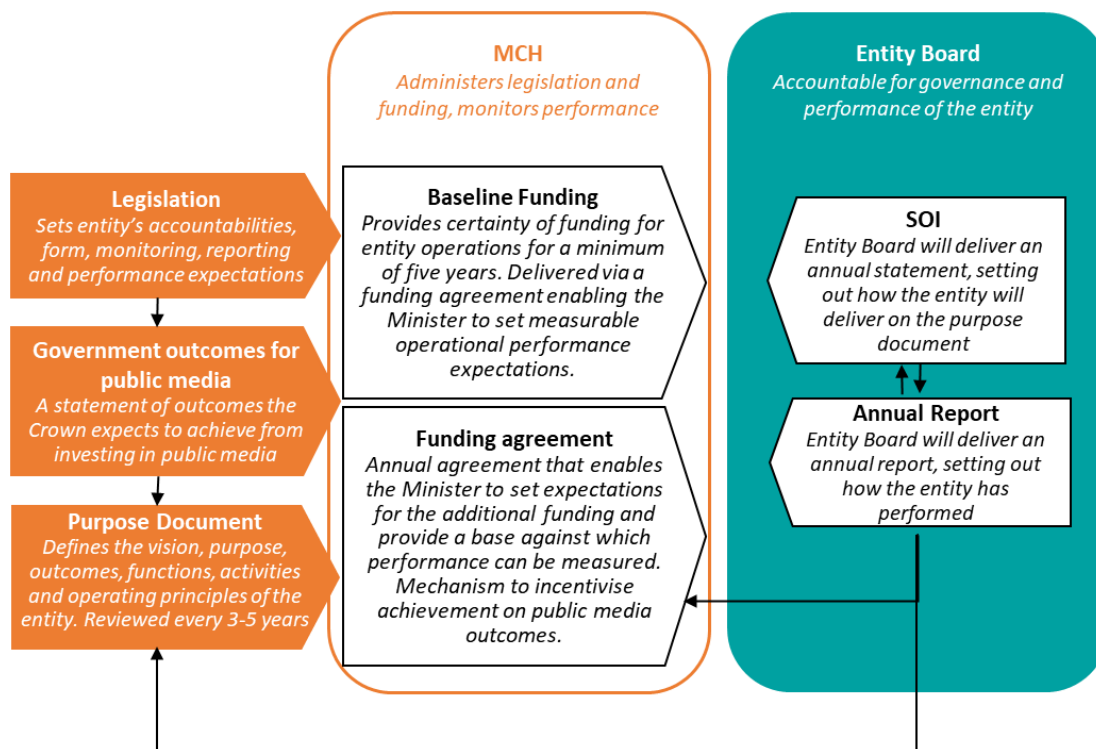 MCH
Administers legislation and
funding, monitors performance
Entity Board
Accountable for governance and
performance of the entity
Legislation
Sets entity’s accountabilities,
form, monitoring, reporting
and performance expectations
Government outcomes for
public media
A statement of outcomes the
Crown expects to achieve from
investing in public media
Purpose Document
Defines the vision, purpose,
outcomes, functions, activities
and operating principles of the
entity. Reviewed every 3-5 years
Baseline Funding
Provides certainty of funding for
entity operations for a minimum
of five years. Delivered via a
funding agreement enabling the
Minister to set measurable
operational performance
expectations.
Funding agreement
Annual agreement that enables
the Minister to set expectations
for the additional funding and
provide a base against which
performance can be measured.
Mechanism to incentivise
achievement on public media
outcomes.
SOI
Entity Board will deliver an
annual statement, setting
out how the entity will
deliver on the purpose
document
Annual Report
Entity Board will deliver an
annual report, setting out
how the entity has
performed